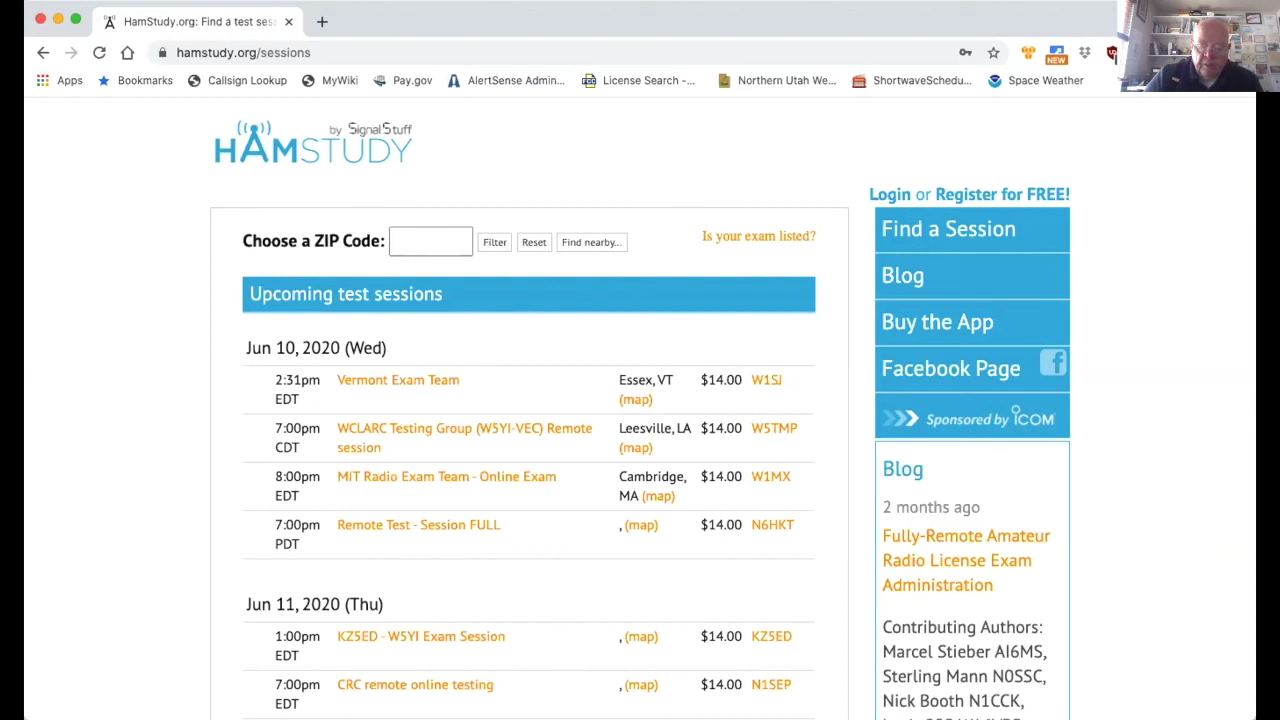 HamStudy.org: Find a test ses
hamstudy.org/sessions
NEW
Apps
Bookmarks
Callsign Lookup
MyWiki
Pay.gov
AlertSense Admin...
License Search -...
Northern Utah We...
ShortwaveSchedu...
Space Weather
by SignalStuff
HAMSTUDY
Login or Register for FREE!
Choose a ZIP Code:
Filter
Reset
Find nearby...
Is your exam listed?
Upcoming test sessions
Jun 10, 2020 (Wed)
2:31pm Vermont Exam Team Essex, VT $14.00 W1SJ
EDT (map)
7:00pm WCLARC Testing Group (W5YI-VEC) Remote Leesville, LA $14.00 W5TMP
CDT session (map)
8:00pm MIT Radio Exam Team - Online Exam Cambridge, $14.00 W1MX
EDT MA (map)
7:00pm Remote Test - Session FULL , (map) $14.00 N6HKT
PDT
Jun 11, 2020 (Thu)
1:00pm KZ5ED - W5YI Exam Session , (map) $14.00 KZ5ED
EDT
7:00pm CRC remote online testing , (map) $14.00 N1SEP
EDT
Find a Session
Blog
Buy the App
Facebook Page
Sponsored by ICOM
Blog
2 months ago
Fully-Remote Amateur
Radio License Exam
Administration
Contributing Authors:
Marcel Stieber AI6MS,
Sterling Mann N0SSC,
Nick Booth N1CCK,